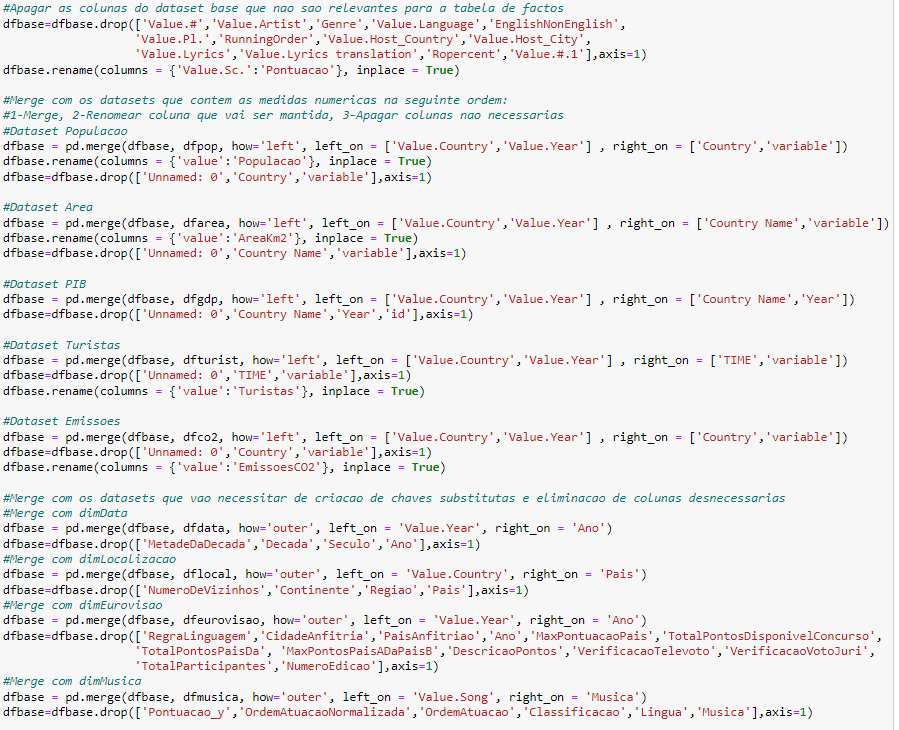 #Apagar as colunas do dataset base que nao sao relevantes para a tabela de factos
dfbase=dfbase.drop(['Value.#','Value.Artist','Genre','Value.Language','EnglishNonEnglish',
'Value.Pl.','RunningOrder','Value.Host_Country','Value.Host_City',
'Value.Lyrics','Value.Lyrics translation','Ropercent','Value.#.1'],axis=1)
dfbase.rename(columns = {'Value.Sc.':'Pontuacao'}, inplace = True)
#Merge com os datasets que contem as medidas numericas na seguinte ordem:
#1-Merge, 2-Renomear coluna que vai ser mantida, 3-Apagar colunas nao necessarias
#Dataset Populacao
dfbase = pd.merge(dfbase, dfpop, how='left', left_on = ['Value.Country','Value.Year'] , right_on = ['Country','variable'])
dfbase.rename(columns = {'value':'Populacao'}, inplace = True)
dfbase=dfbase.drop(['Unnamed: 0','Country','variable'],axis=1)
#Dataset Area
dfbase = pd.merge(dfbase, dfarea, how='left', left_on = ['Value.Country','Value.Year'] , right_on = ['Country Name','variable'])
dfbase.rename(columns = {'value':'AreaKm2'}, inplace = True)
dfbase=dfbase.drop(['Unnamed: 0','Country Name','variable'],axis=1)
#Dataset PIB
dfbase = pd.merge(dfbase, dfgdp, how='left', left_on = ['Value.Country','Value.Year'] , right_on = ['Country Name','Year'])
dfbase=dfbase.drop(['Unnamed: 0','Country Name','Year','id'],axis=1)
#Dataset Turistas
dfbase = pd.merge(dfbase, dfturist, how='left', left_on = ['Value.Country','Value.Year'] , right_on = ['TIME','variable'])
dfbase=dfbase.drop(['Unnamed: 0','TIME','variable'],axis=1)
dfbase.rename(columns = {'value':'Turistas'}, inplace = True)
#Dataset Emissoes
dfbase = pd.merge(dfbase, dfco2, how='left', left_on = ['Value.Country','Value.Year'] , right_on = ['Country','variable'])
dfbase=dfbase.drop(['Unnamed: 0','Country','variable'],axis=1)
dfbase.rename(columns = {'value':'EmissoesCO2'}, inplace = True)
#Merge com os datasets que vao necessitar de criacao de chaves substitutas e eliminacao de colunas desnecessarias
#Merge com dimData
dfbase = pd.merge(dfbase, dfdata, how='outer', left_on = 'Value.Year', right_on = 'Ano')
dfbase=dfbase.drop(['MetadeDaDecada','Decada','Seculo','Ano'],axis=1)
#Merge com dimLocalizacao
dfbase = pd.merge(dfbase, dflocal, how='outer', left_on = 'Value.Country', right_on = 'Pais')
dfbase=dfbase.drop(['NumeroDeVizinhos','Continente','Regiao','Pais'],axis=1)
#Merge com dimEurovisao
dfbase = pd.merge(dfbase, dfeurovisao, how='outer', left_on = 'Value.Year', right_on = 'Ano')
dfbase=dfbase.drop(['RegraLinguagem','CidadeAnfitria','PaisAnfitriao','Ano','MaxPontuacaoPais','TotalPontosDisponivelConcurso',
'TotalPontosPaisDa', 'MaxPontosPaisADaPaisB','DescricaoPontos','VerificacaoTelevoto','VerificacaoVotoJuri',
'TotalParticipantes','NumeroEdicao'],axis=1)
#Merge com dimMusica
dfbase = pd.merge(dfbase, dfmusica, how='outer', left_on = 'Value.Song', right_on = 'Musica')
dfbase=dfbase.drop(['Pontuacao_y','OrdemAtuacaoNormalizada','OrdemAtuacao','Classificacao','Lingua','Musica'],axis=1)